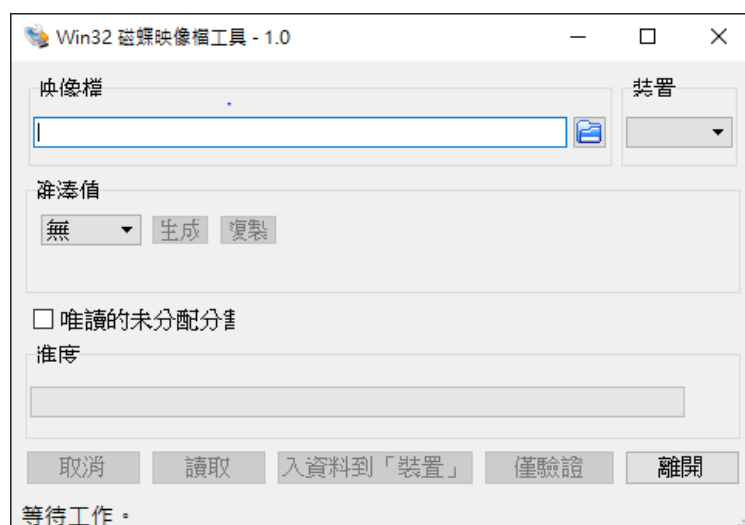 Win32 磁蝶映像檔工具 - 1.0
映像檔
裝置
雜湊值
無
生成
複製
唯讀的未分配分割
進度
取消
讀取
入資料到「裝置」
僅驗證
離開
等待工作。